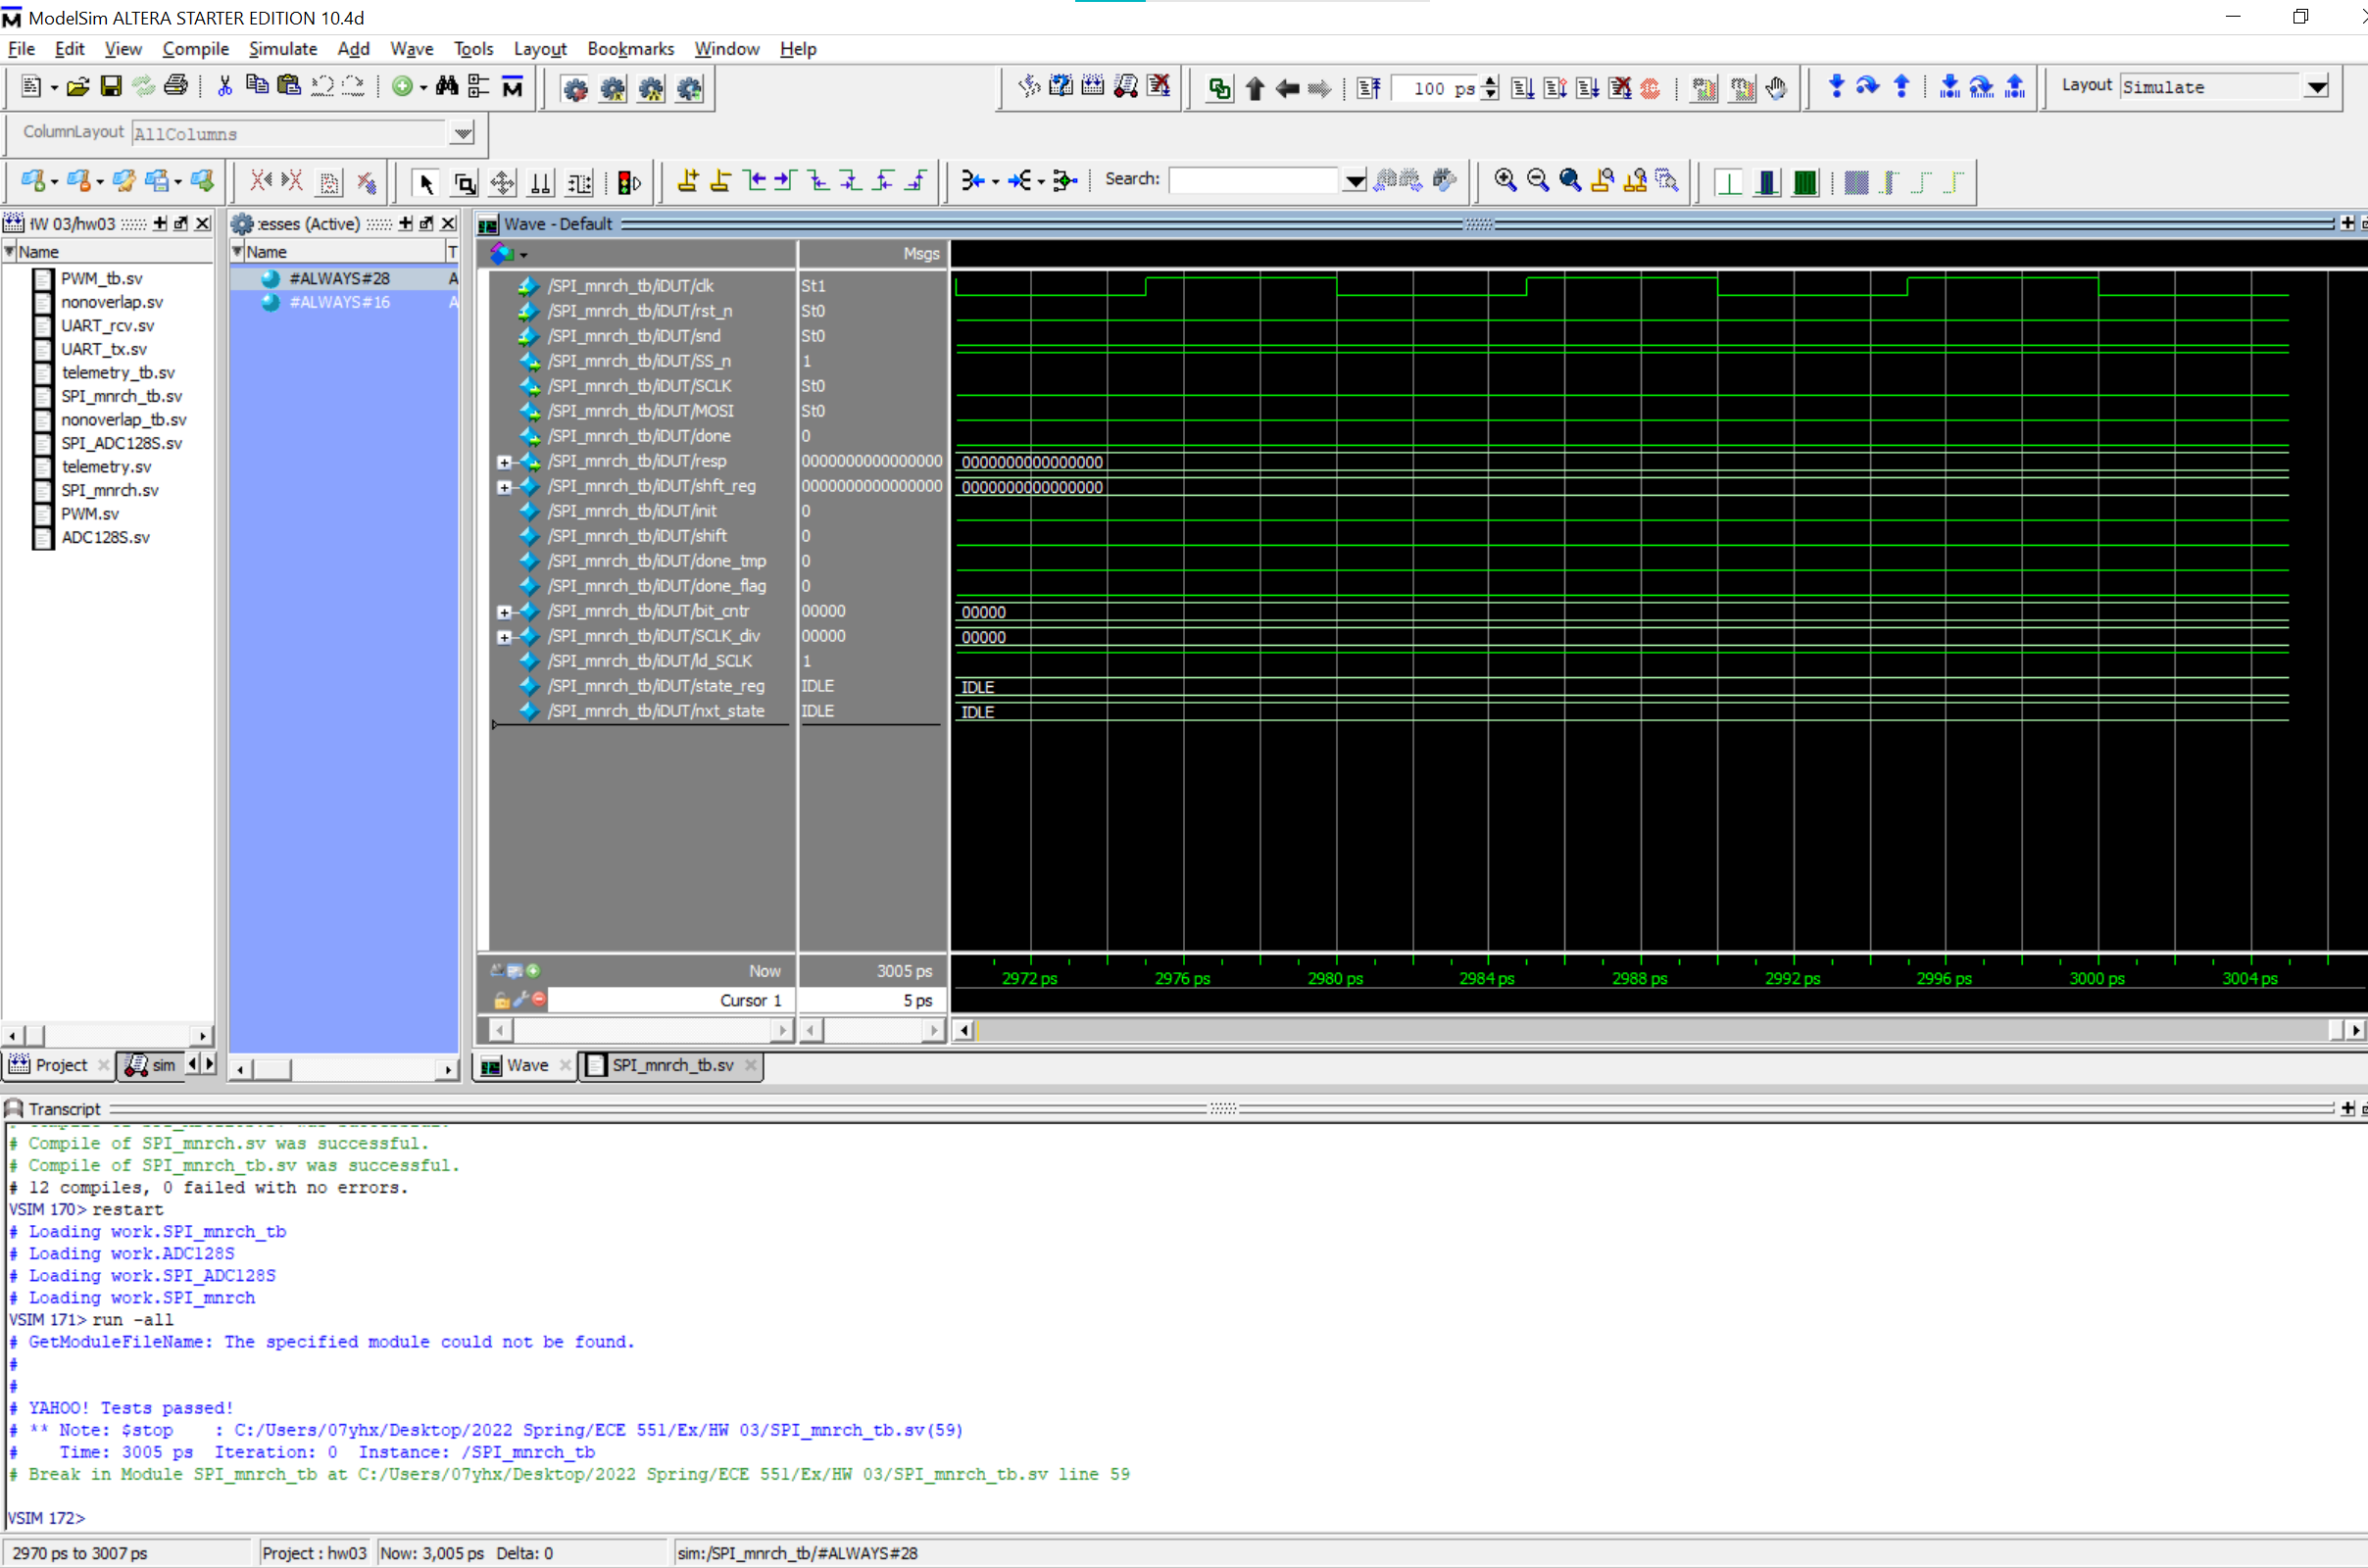 ModelSim ALTERA STARTER EDITION 10.4d
File Edit View Compile Simulate Add Wave Tools Layout Bookmarks Window Help
100 ps
Layout Simulate
ColumnLayout AllColumns
Search:
HW 03/hw03
Name
PWM_tb.sv
nonoverlap.sv
UART_rcv.sv
UART_tx.sv
telemetry_tb.sv
SPI_mnrch_tb.sv
nonoverlap_tb.sv
SPI_ADC128S.sv
telemetry.sv
SPI_mnrch.sv
PWM.sv
ADC128S.sv
Project
sim
esses (Active)
Name T
#ALWAYS#28 A
#ALWAYS#16 A
Wave - Default
Msgs
/SPI_mnrch_tb/iDUT/clk St1
/SPI_mnrch_tb/iDUT/rst_n St0
/SPI_mnrch_tb/iDUT/snd St0
/SPI_mnrch_tb/iDUT/SS_n 1
/SPI_mnrch_tb/iDUT/SCLK St0
/SPI_mnrch_tb/iDUT/MOSI St0
/SPI_mnrch_tb/iDUT/done 0
/SPI_mnrch_tb/iDUT/resp 0000000000000000 0000000000000000
/SPI_mnrch_tb/iDUT/shft_reg 0000000000000000 0000000000000000
/SPI_mnrch_tb/iDUT/init 0
/SPI_mnrch_tb/iDUT/shift 0
/SPI_mnrch_tb/iDUT/done_tmp 0
/SPI_mnrch_tb/iDUT/done_flag 0
/SPI_mnrch_tb/iDUT/bit_cntr 00000 00000
/SPI_mnrch_tb/iDUT/SCLK_div 00000 00000
/SPI_mnrch_tb/iDUT/ld_SCLK 1
/SPI_mnrch_tb/iDUT/state_reg IDLE IDLE
/SPI_mnrch_tb/iDUT/nxt_state IDLE IDLE
Now 3005 ps
2972 ps 2976 ps 2980 ps 2984 ps 2988 ps 2992 ps 2996 ps 3000 ps 3004 ps
Cursor 1 5 ps
Wave
SPI_mnrch_tb.sv
Transcript
# Compile of SPI_mnrch.sv was successful.
# Compile of SPI_mnrch_tb.sv was successful.
# 12 compiles, 0 failed with no errors.
VSIM 170> restart
# Loading work.SPI_mnrch_tb
# Loading work.ADC128S
# Loading work.SPI_ADC128S
# Loading work.SPI_mnrch
VSIM 171> run -all
# GetModuleFileName: The specified module could not be found.
#
#
# YAHOO! Tests passed!
# ** Note: $stop    : C:/Users/07yhx/Desktop/2022 Spring/ECE 551/Ex/HW 03/SPI_mnrch_tb.sv(59)
#    Time: 3005 ps  Iteration: 0  Instance: /SPI_mnrch_tb
# Break in Module SPI_mnrch_tb at C:/Users/07yhx/Desktop/2022 Spring/ECE 551/Ex/HW 03/SPI_mnrch_tb.sv line 59
VSIM 172>
2970 ps to 3007 ps
Project : hw03
Now: 3,005 ps  Delta: 0
sim:/SPI_mnrch_tb/#ALWAYS#28